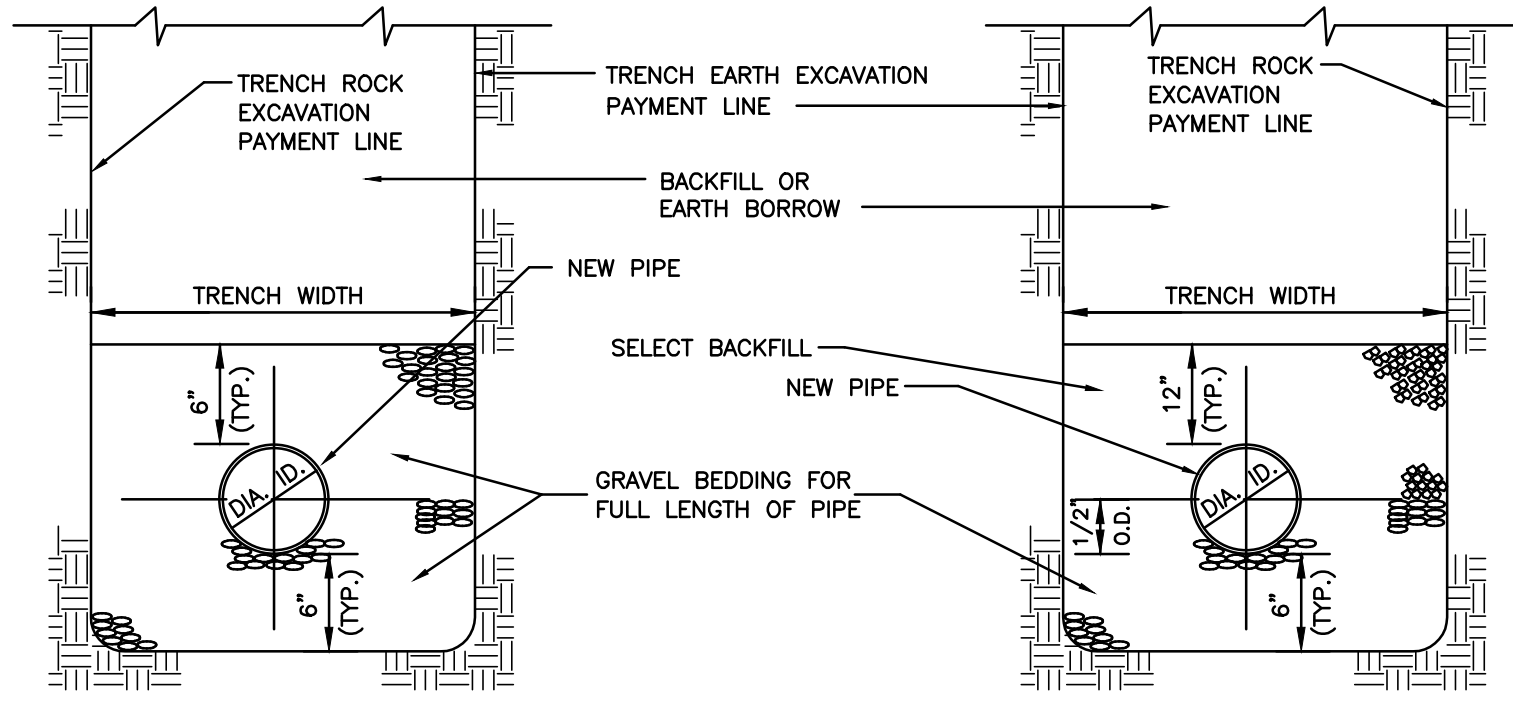 TRENCH ROCK
EXCAVATION
PAYMENT LINE
TRENCH EARTH EXCAVATION
PAYMENT LINE
TRENCH ROCK
EXCAVATION
PAYMENT LINE
BACKFILL OR
EARTH BORROW
NEW PIPE
TRENCH WIDTH
TRENCH WIDTH
SELECT BACKFILL
NEW PIPE
6"
(TYP.)
12"
(TYP.)
DIA. ID.
DIA. ID.
GRAVEL BEDDING FOR
FULL LENGTH OF PIPE
1/2"
O.D.
6"
(TYP.)
6"
(TYP.)